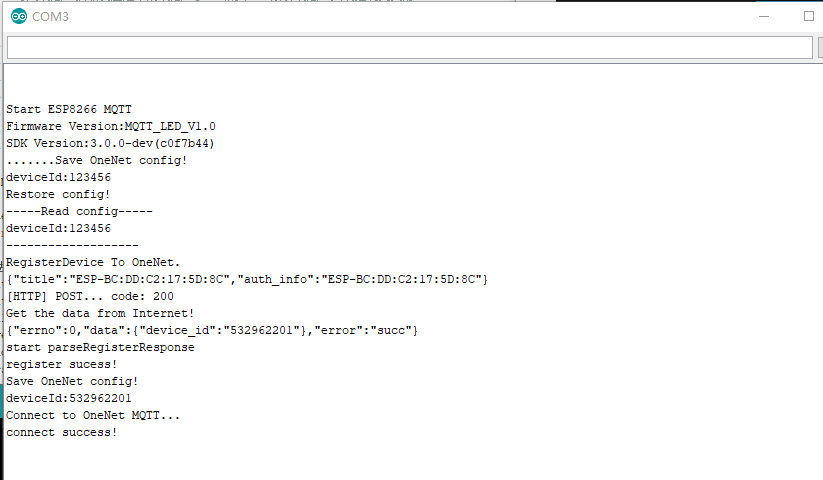 COM3
Start ESP8266 MQTT
Firmware Version:MQTT_LED_V1.0
SDK Version:3.0.0-dev(c0f7b44)
.......Save OneNet config!
deviceId:123456
Restore config!
-----Read config-----
deviceId:123456
-------------------
RegisterDevice To OneNet.
{"title":"ESP-BC:DD:C2:17:5D:8C","auth_info":"ESP-BC:DD:C2:17:5D:8C"}
[HTTP] POST... code: 200
Get the data from Internet!
{"errno":0,"data":{"device_id":"532962201"},"error":"succ"}
start parseRegisterResponse
register sucess!
Save OneNet config!
deviceId:532962201
Connect to OneNet MQTT...
connect success!